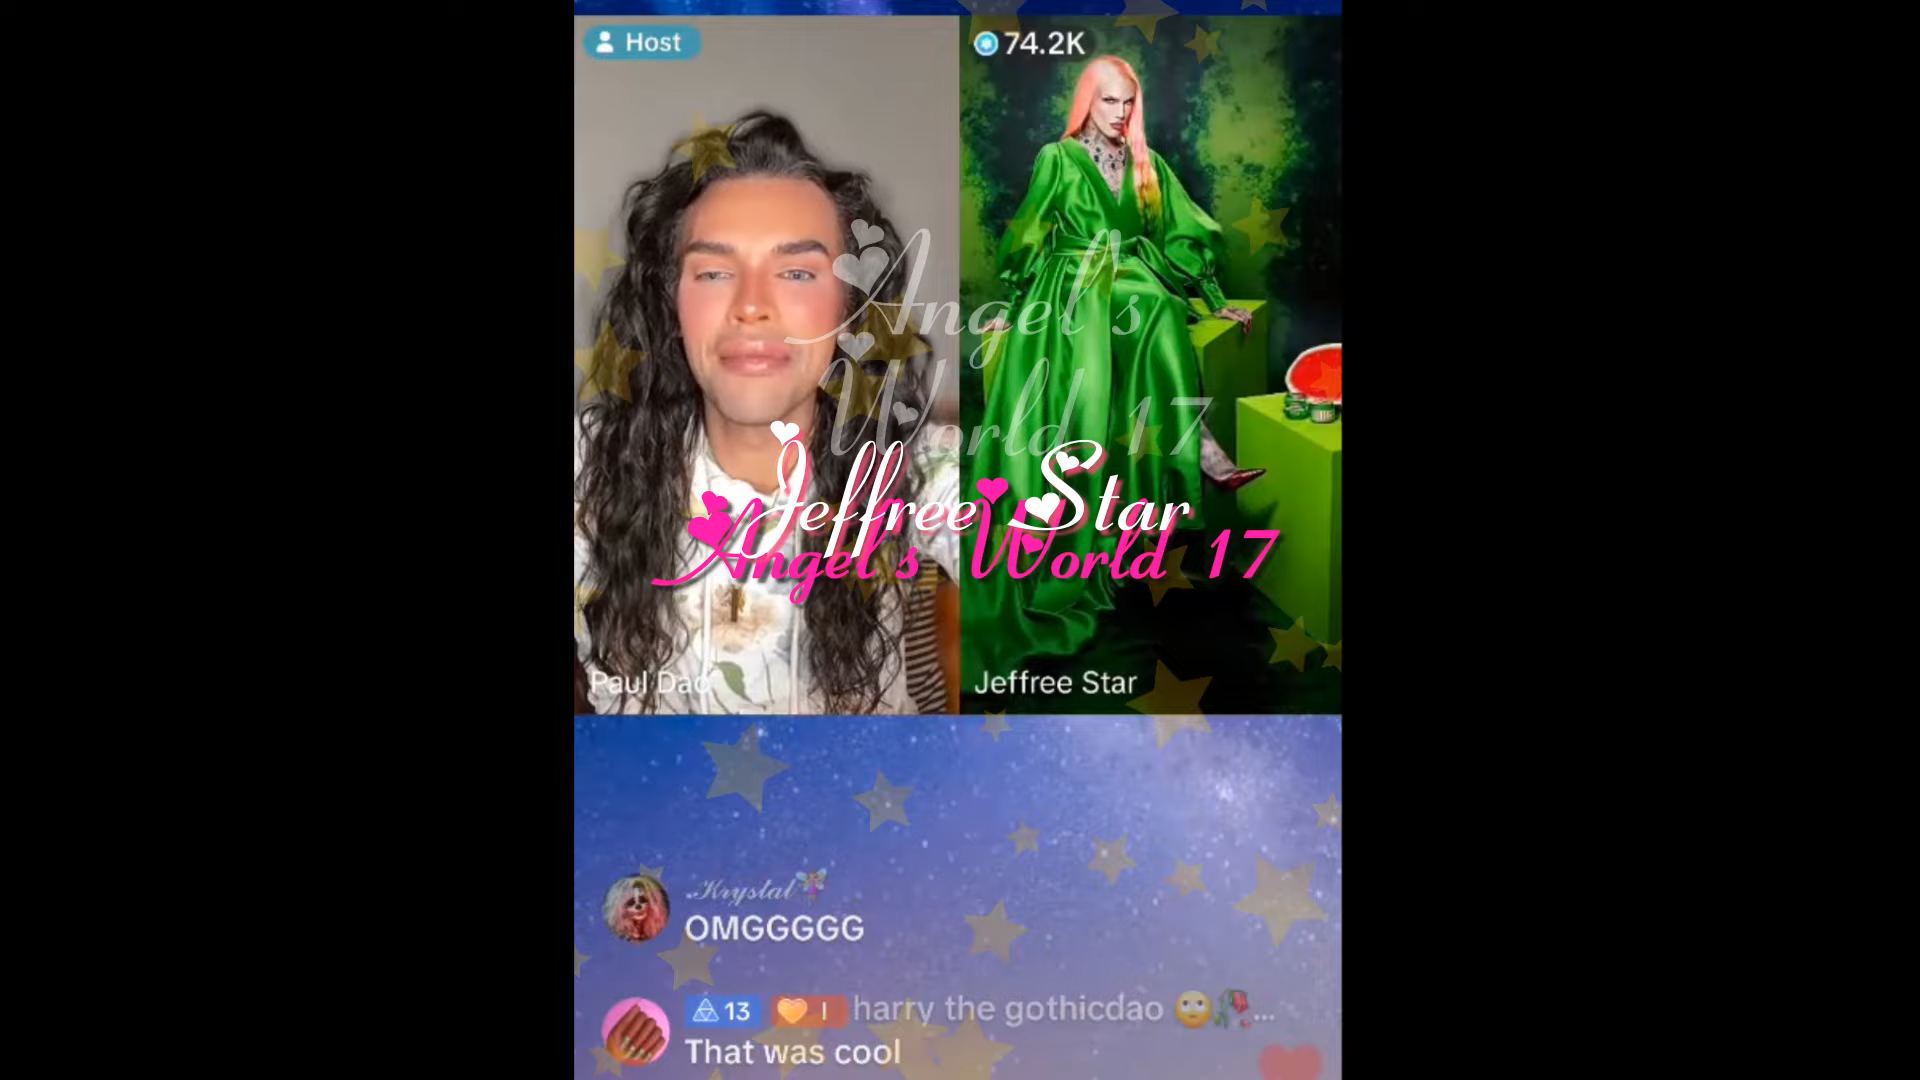 Host
74.2K
Angel's
World 17
Jeffree Star
Angel's World 17
Paul Dao
Jeffree Star
.Krystal
OMGGGGG
13 I harry the gothicdao 🙄🥀...
That was cool